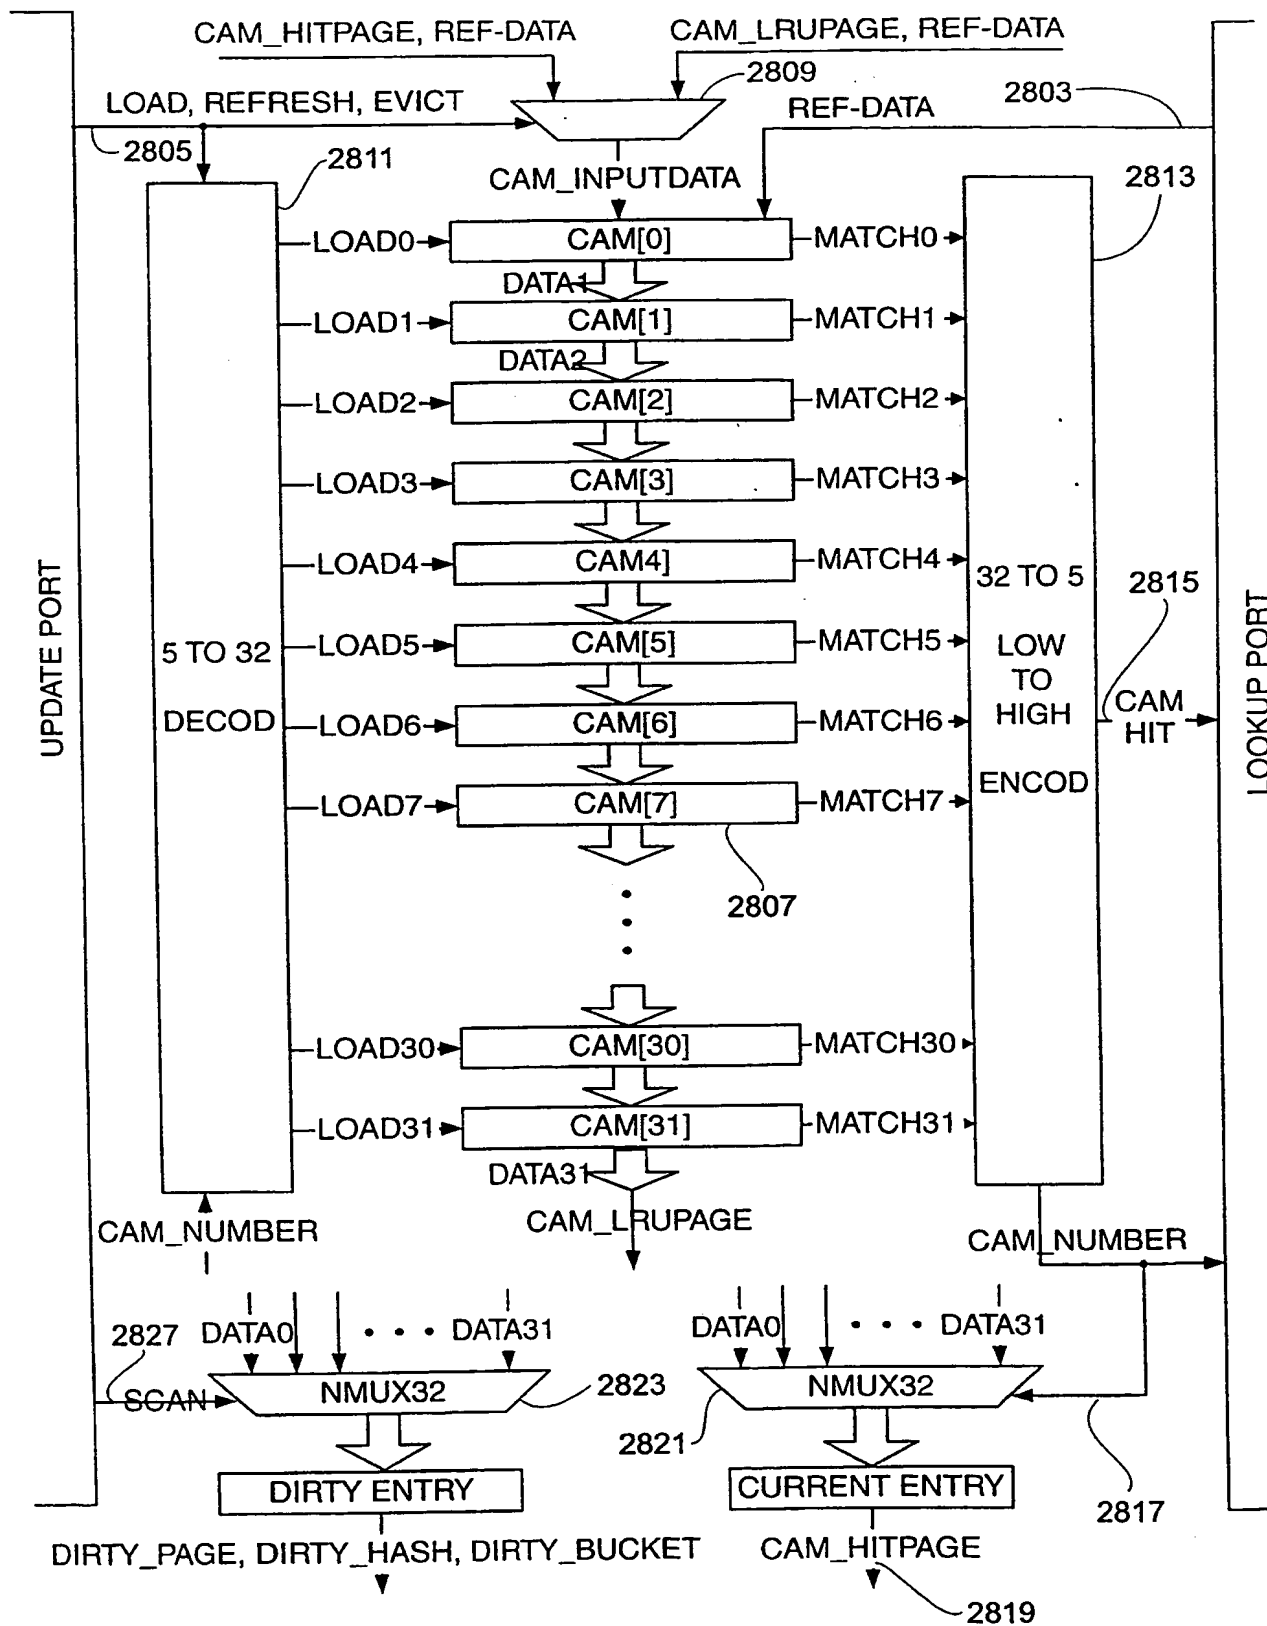 CAM_HITPAGE, REF-DATA
CAM_LRUPAGE, REF-DATA
2809
LOAD, REFRESH, EVICT
REF-DATA
2803
2805
2811
CAM_INPUTDATA
2813
LOAD0
CAM[0]
MATCH0
DATA1
LOAD1
CAM[1]
MATCH1
DATA2
LOAD2
CAM[2]
MATCH2
LOAD3
CAM[3]
MATCH3
LOAD4
CAM4]
MATCH4
LOAD5
CAM[5]
MATCH5
LOAD6
CAM[6]
MATCH6
LOAD7
CAM[7]
MATCH7
2807
UPDATE PORT
5 TO 32
DECOD
32 TO 5
LOW
TO
HIGH
ENCOD
2815
CAM
HIT
LOOKUP PORT
LOAD30
CAM[30]
MATCH30
LOAD31
CAM[31]
MATCH31
DATA31
CAM_NUMBER
CAM_LRUPAGE
CAM_NUMBER
2827
DATA0
DATA31
DATA0
DATA31
SCAN
NMUX32
2823
NMUX32
2821
2817
DIRTY ENTRY
CURRENT ENTRY
DIRTY_PAGE, DIRTY_HASH, DIRTY_BUCKET
CAM_HITPAGE
2819